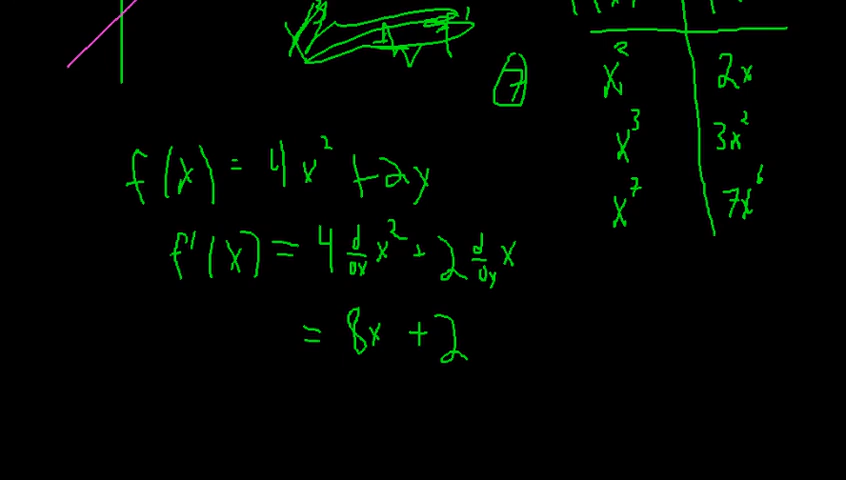 7
x² 2x
x³ 3x²
x⁷ 7x⁶
f(x) = 4x² + 2y
f'(x) = 4 d/dx x² + 2 d/dy x
= 8x + 2